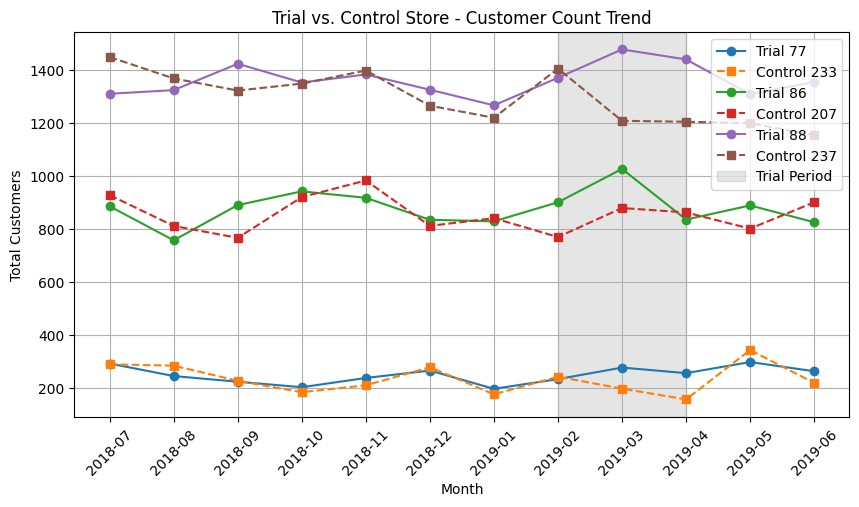 Trial vs. Control Store - Customer Count Trend
Total Customers
1400
1200
1000
800
600
400
200
Trial 77
Control 233
Trial 86
Control 207
Trial 88
Control 237
Trial Period
2018-07
2018-08
2018-09
2018-10
2018-11
2018-12
2019-01
2019-02
2019-03
2019-04
2019-05
2019-06
Month